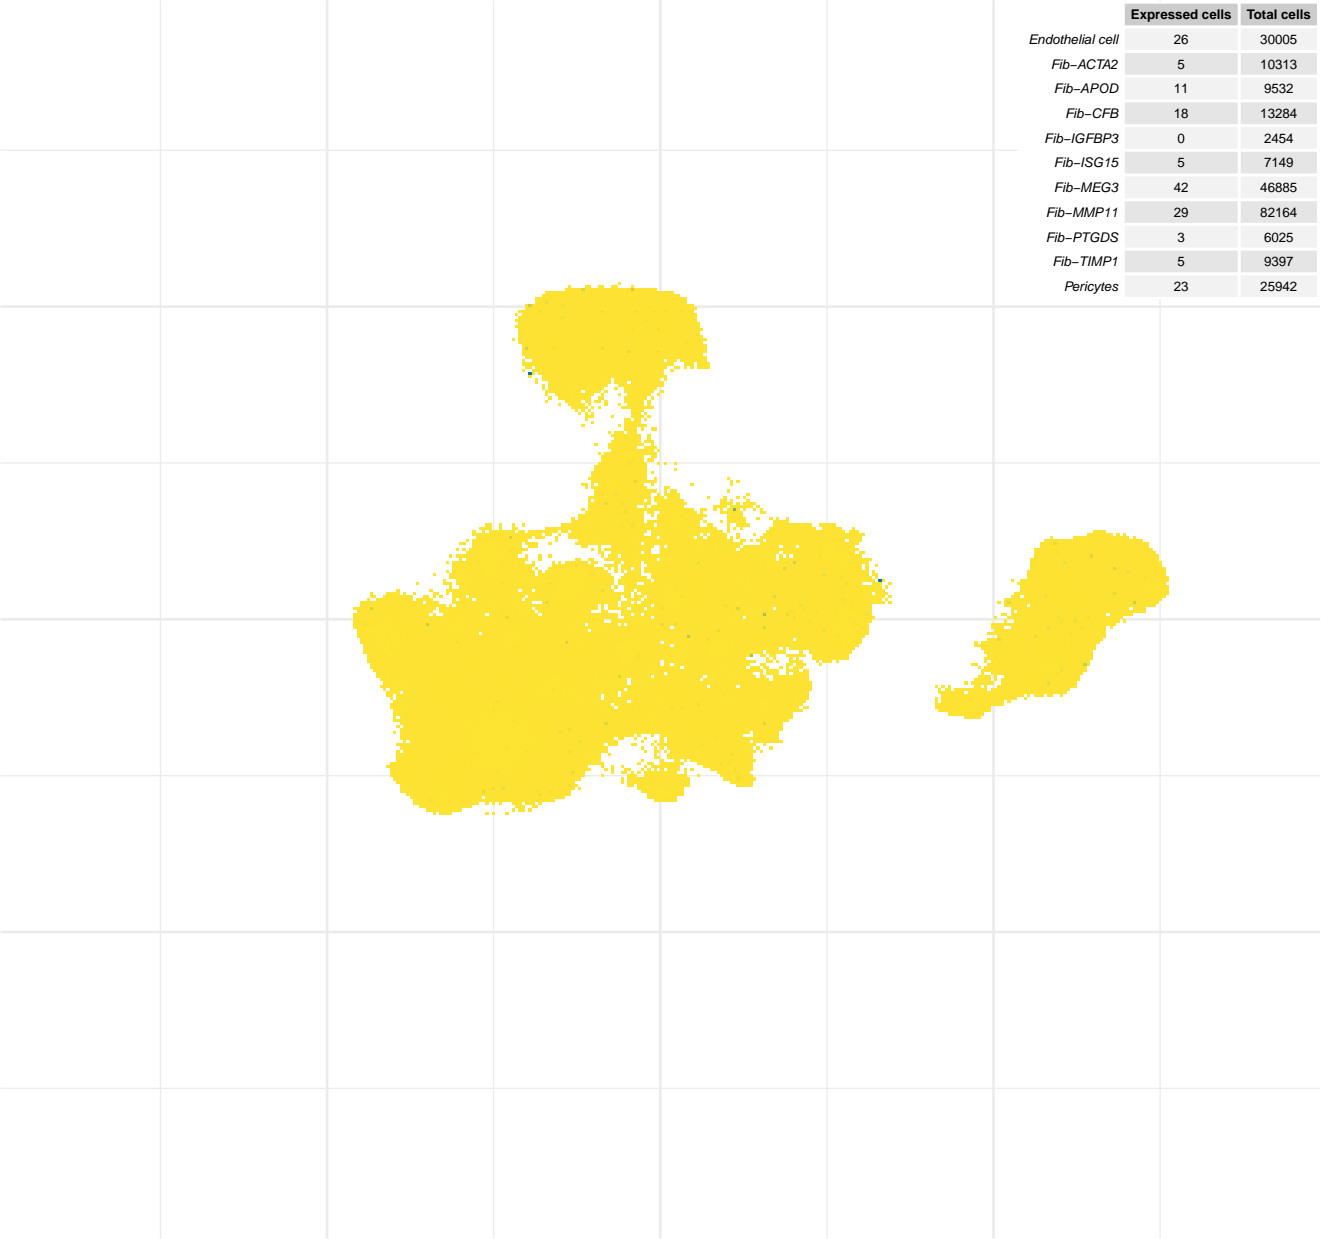 Expressed cells Total cells
Endothelial cell 26 30005
Fib−ACTA2 5 10313
Fib−APOD 11 9532
Fib−CFB 18 13284
Fib−IGFBP3 0 2454
Fib−ISG15 5 7149
Fib−MEG3 42 46885
Fib−MMP11 29 82164
Fib−PTGDS 3 6025
Fib−TIMP1 5 9397
Pericytes 23 25942